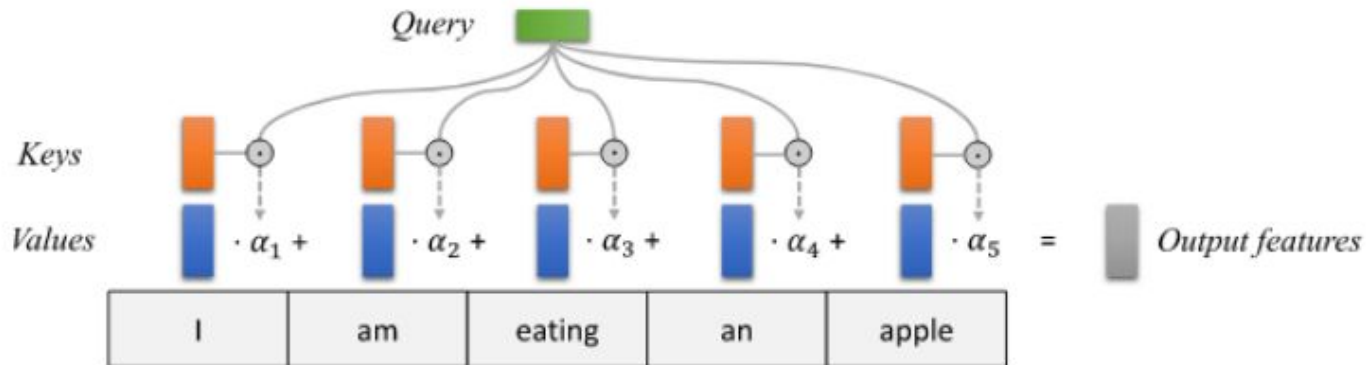 Query
Keys
Values · α₁ + · α₂ + · α₃ + · α₄ + · α₅ = Output features
I am eating an apple